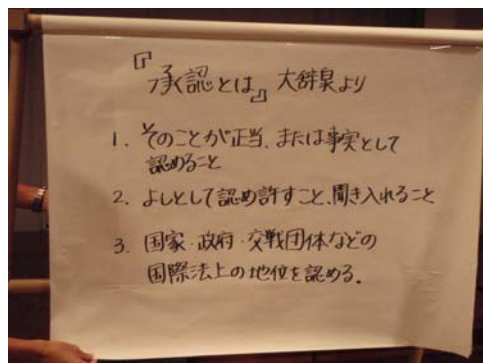 『承認とは』大辞泉より
1. そのことが正当、または事実として
認めること
2. よしとして認め許すこと、聞き入れること
3. 国家・政府・交戦団体などの
国際法上の地位を認める。